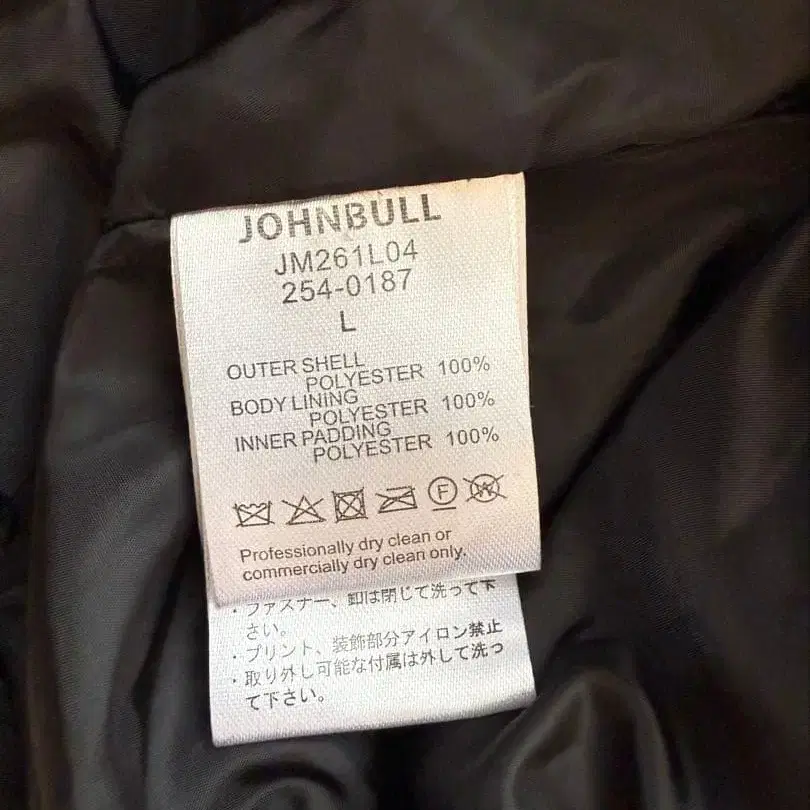 JOHNBULL
JM261L04
254-0187
L
OUTER SHELL
POLYESTER 100%
BODY LINING
POLYESTER 100%
INNER PADDING
POLYESTER 100%
F W
Professionally dry clean or
commercially dry clean only.
・ファスナー、釦は閉じて洗って下
さい。
・プリント、装飾部分アイロン禁止
・取り外し可能な付属は外して洗っ
て下さい。